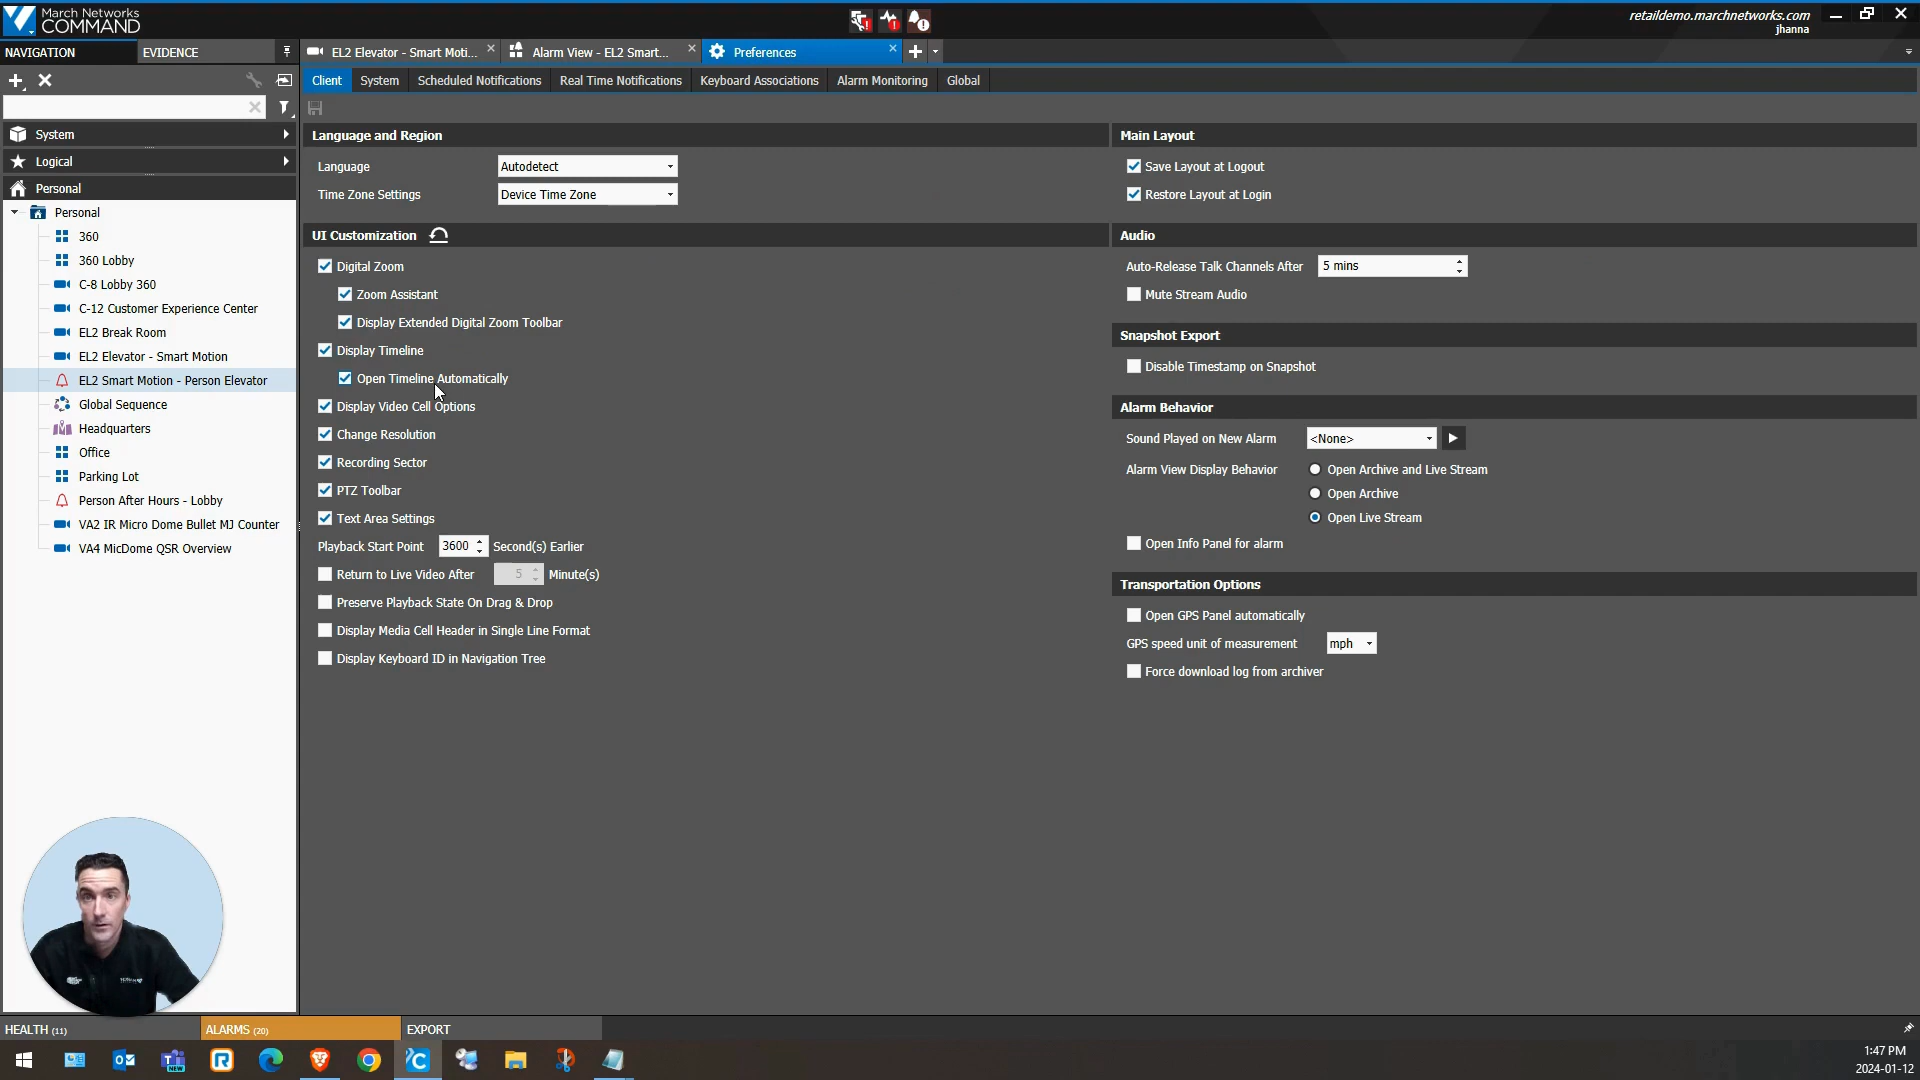 March Networks
COMMAND
retaildemo.marchnetworks.com
jhanna
NAVIGATION
EVIDENCE
EL2 Elevator - Smart Moti...
Alarm View - EL2 Smart...
Preferences
Client
System
Scheduled Notifications
Real Time Notifications
Keyboard Associations
Alarm Monitoring
Global
System
Logical
Personal
Personal
360
360 Lobby
C-8 Lobby 360
C-12 Customer Experience Center
EL2 Break Room
EL2 Elevator - Smart Motion
EL2 Smart Motion - Person Elevator
Global Sequence
Headquarters
Office
Parking Lot
Person After Hours - Lobby
VA2 IR Micro Dome Bullet MJ Counter
VA4 MicDome QSR Overview
Language and Region
Language
Autodetect
Time Zone Settings
Device Time Zone
UI Customization
Digital Zoom
Zoom Assistant
Display Extended Digital Zoom Toolbar
Display Timeline
Open Timeline Automatically
Display Video Cell Options
Change Resolution
Recording Sector
PTZ Toolbar
Text Area Settings
Playback Start Point
3600
Second(s) Earlier
Return to Live Video After
5
Minute(s)
Preserve Playback State On Drag & Drop
Display Media Cell Header in Single Line Format
Display Keyboard ID in Navigation Tree
Main Layout
Save Layout at Logout
Restore Layout at Login
Audio
Auto-Release Talk Channels After
5 mins
Mute Stream Audio
Snapshot Export
Disable Timestamp on Snapshot
Alarm Behavior
Sound Played on New Alarm
<None>
Alarm View Display Behavior
Open Archive and Live Stream
Open Archive
Open Live Stream
Open Info Panel for alarm
Transportation Options
Open GPS Panel automatically
GPS speed unit of measurement
mph
Force download log from archiver
HEALTH (11)
ALARMS (20)
EXPORT
NEW
1:47 PM
2024-01-12